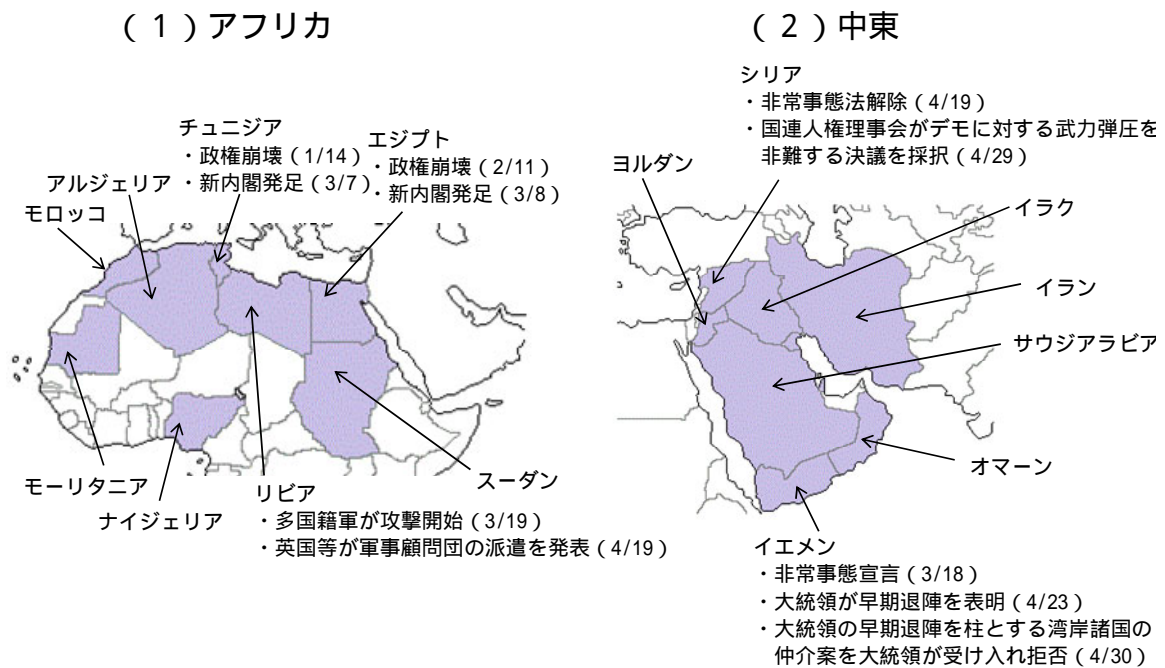 （１）アフリカ
チュニジア
・政権崩壊（1/14）
・新内閣発足（3/7）
エジプト
・政権崩壊（2/11）
・新内閣発足（3/8）
アルジェリア
モロッコ
モーリタニア
ナイジェリア
リビア
・多国籍軍が攻撃開始（3/19）
・英国等が軍事顧問団の派遣を発表（4/19）
スーダン
（２）中東
シリア
・非常事態法解除（4/19）
・国連人権理事会がデモに対する武力弾圧を
非難する決議を採択（4/29）
ヨルダン
イラク
イラン
サウジアラビア
オマーン
イエメン
・非常事態宣言（3/18）
・大統領が早期退陣を表明（4/23）
・大統領の早期退陣を柱とする湾岸諸国の
仲介案を大統領が受け入れ拒否（4/30）